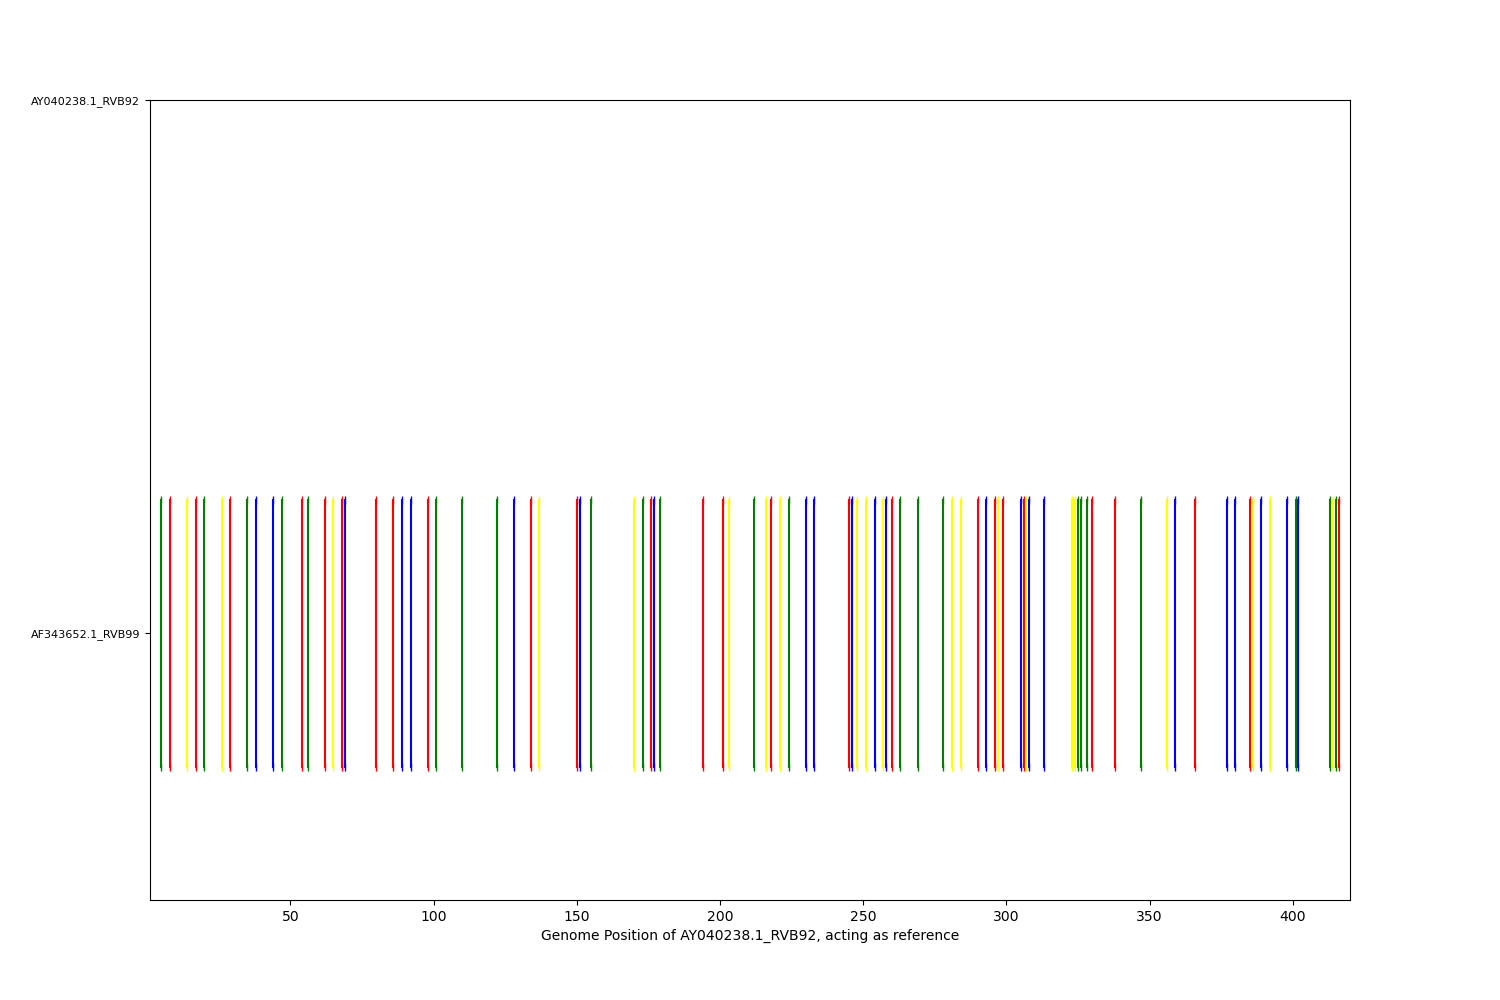 AY040238.1_RVB92
AF343652.1_RVB99
50 100 150 200 250 300 350 400
Genome Position of AY040238.1_RVB92, acting as reference